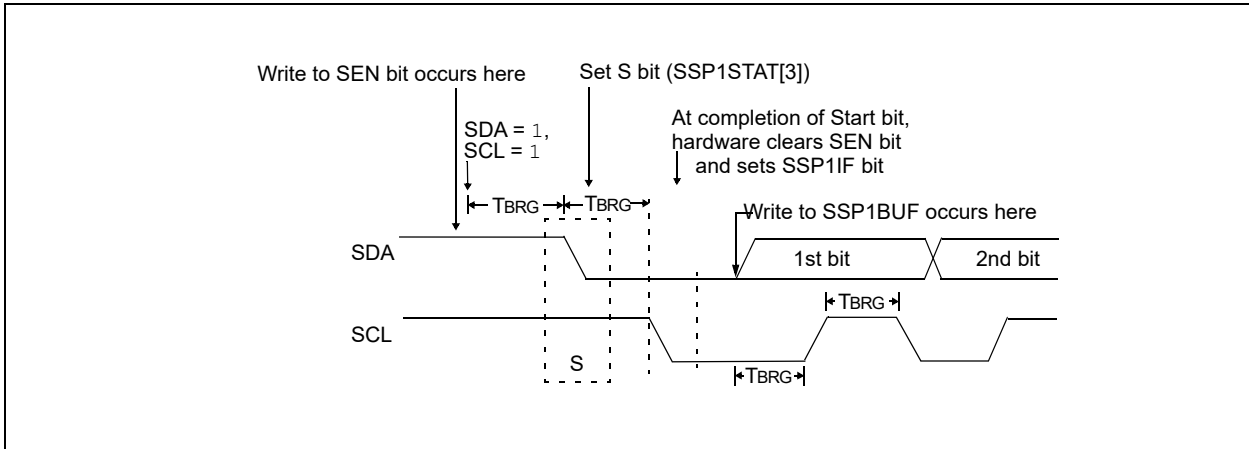 Write to SEN bit occurs here
Set S bit (SSP1STAT[3])
SDA = 1,
SCL = 1
At completion of Start bit,
hardware clears SEN bit
and sets SSP1IF bit
TBRG
TBRG
Write to SSP1BUF occurs here
SDA
1st bit
2nd bit
TBRG
SCL
S
TBRG